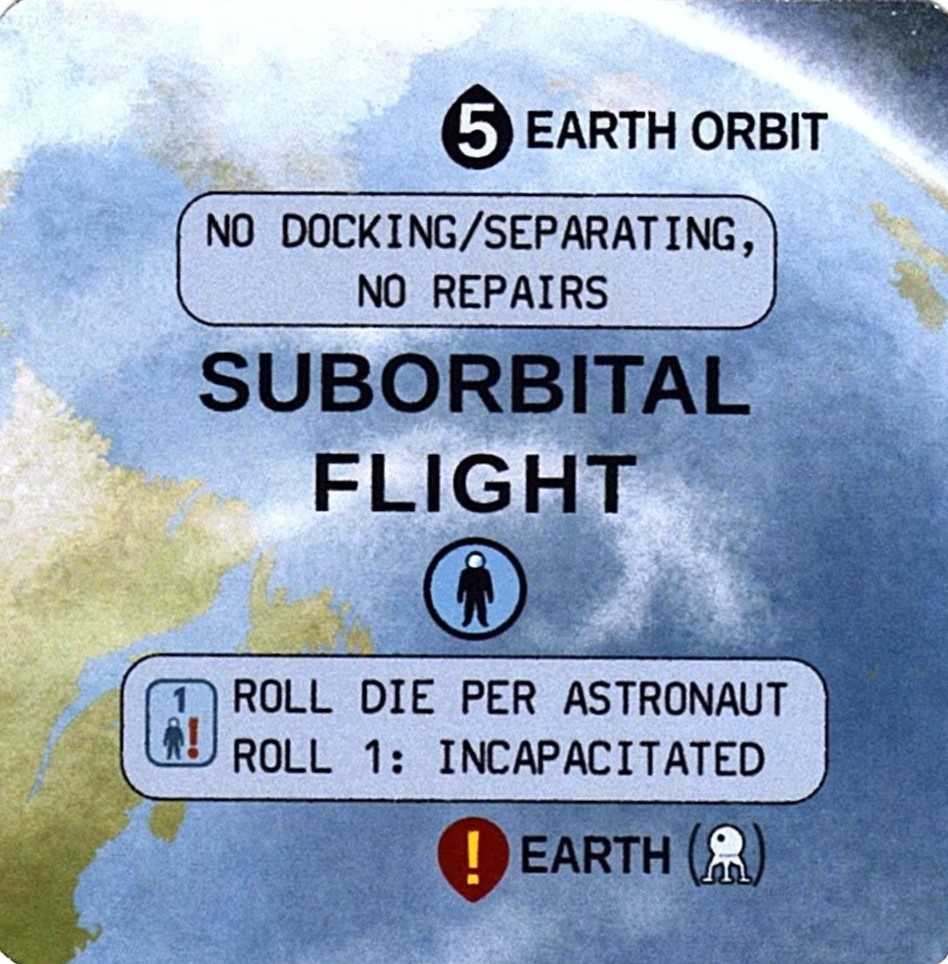 5 EARTH ORBIT
NO DOCKING/SEPARATING,
NO REPAIRS
SUBORBITAL
FLIGHT
1 ! ROLL DIE PER ASTRONAUT
ROLL 1: INCAPACITATED
! EARTH ( )